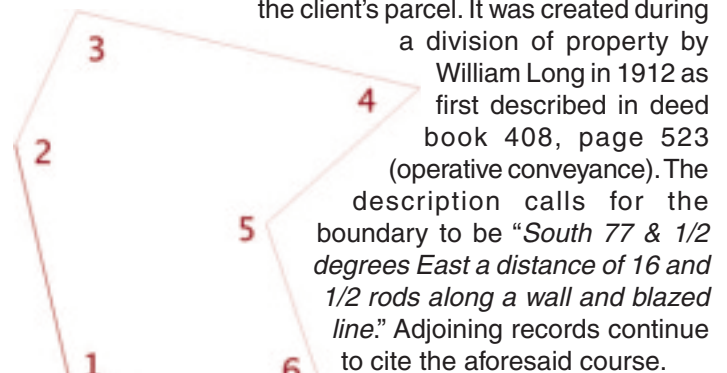 the client’s parcel. It was created during
a division of property by
William Long in 1912 as
first described in deed
book 408, page 523
(operative conveyance). The
description calls for the
boundary to be “South 77 & 1/2
degrees East a distance of 16 and
1/2 rods along a wall and blazed
line.” Adjoining records continue
to cite the aforesaid course.
3
4
2
5
1
6